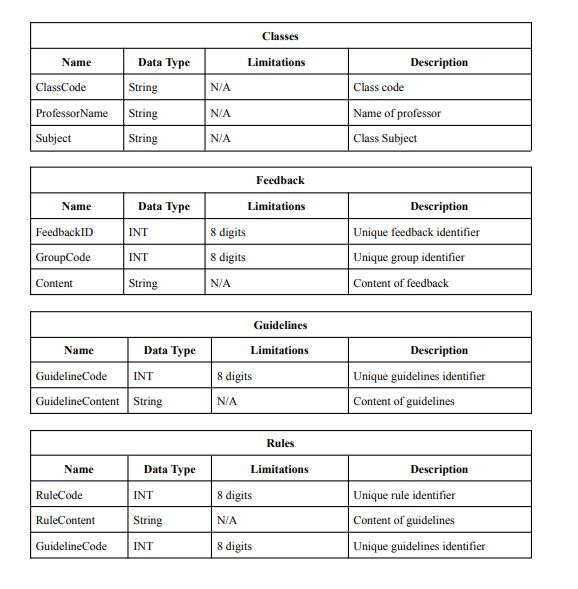 Classes
Name Data Type Limitations Description
ClassCode String N/A Class code
ProfessorName String N/A Name of professor
Subject String N/A Class Subject
Feedback
Name Data Type Limitations Description
FeedbackID INT 8 digits Unique feedback identifier
GroupCode INT 8 digits Unique group identifier
Content String N/A Content of feedback
Guidelines
Name Data Type Limitations Description
GuidelineCode INT 8 digits Unique guidelines identifier
GuidelineContent String N/A Content of guidelines
Rules
Name Data Type Limitations Description
RuleCode INT 8 digits Unique rule identifier
RuleContent String N/A Content of guidelines
GuidelineCode INT 8 digits Unique guidelines identifier